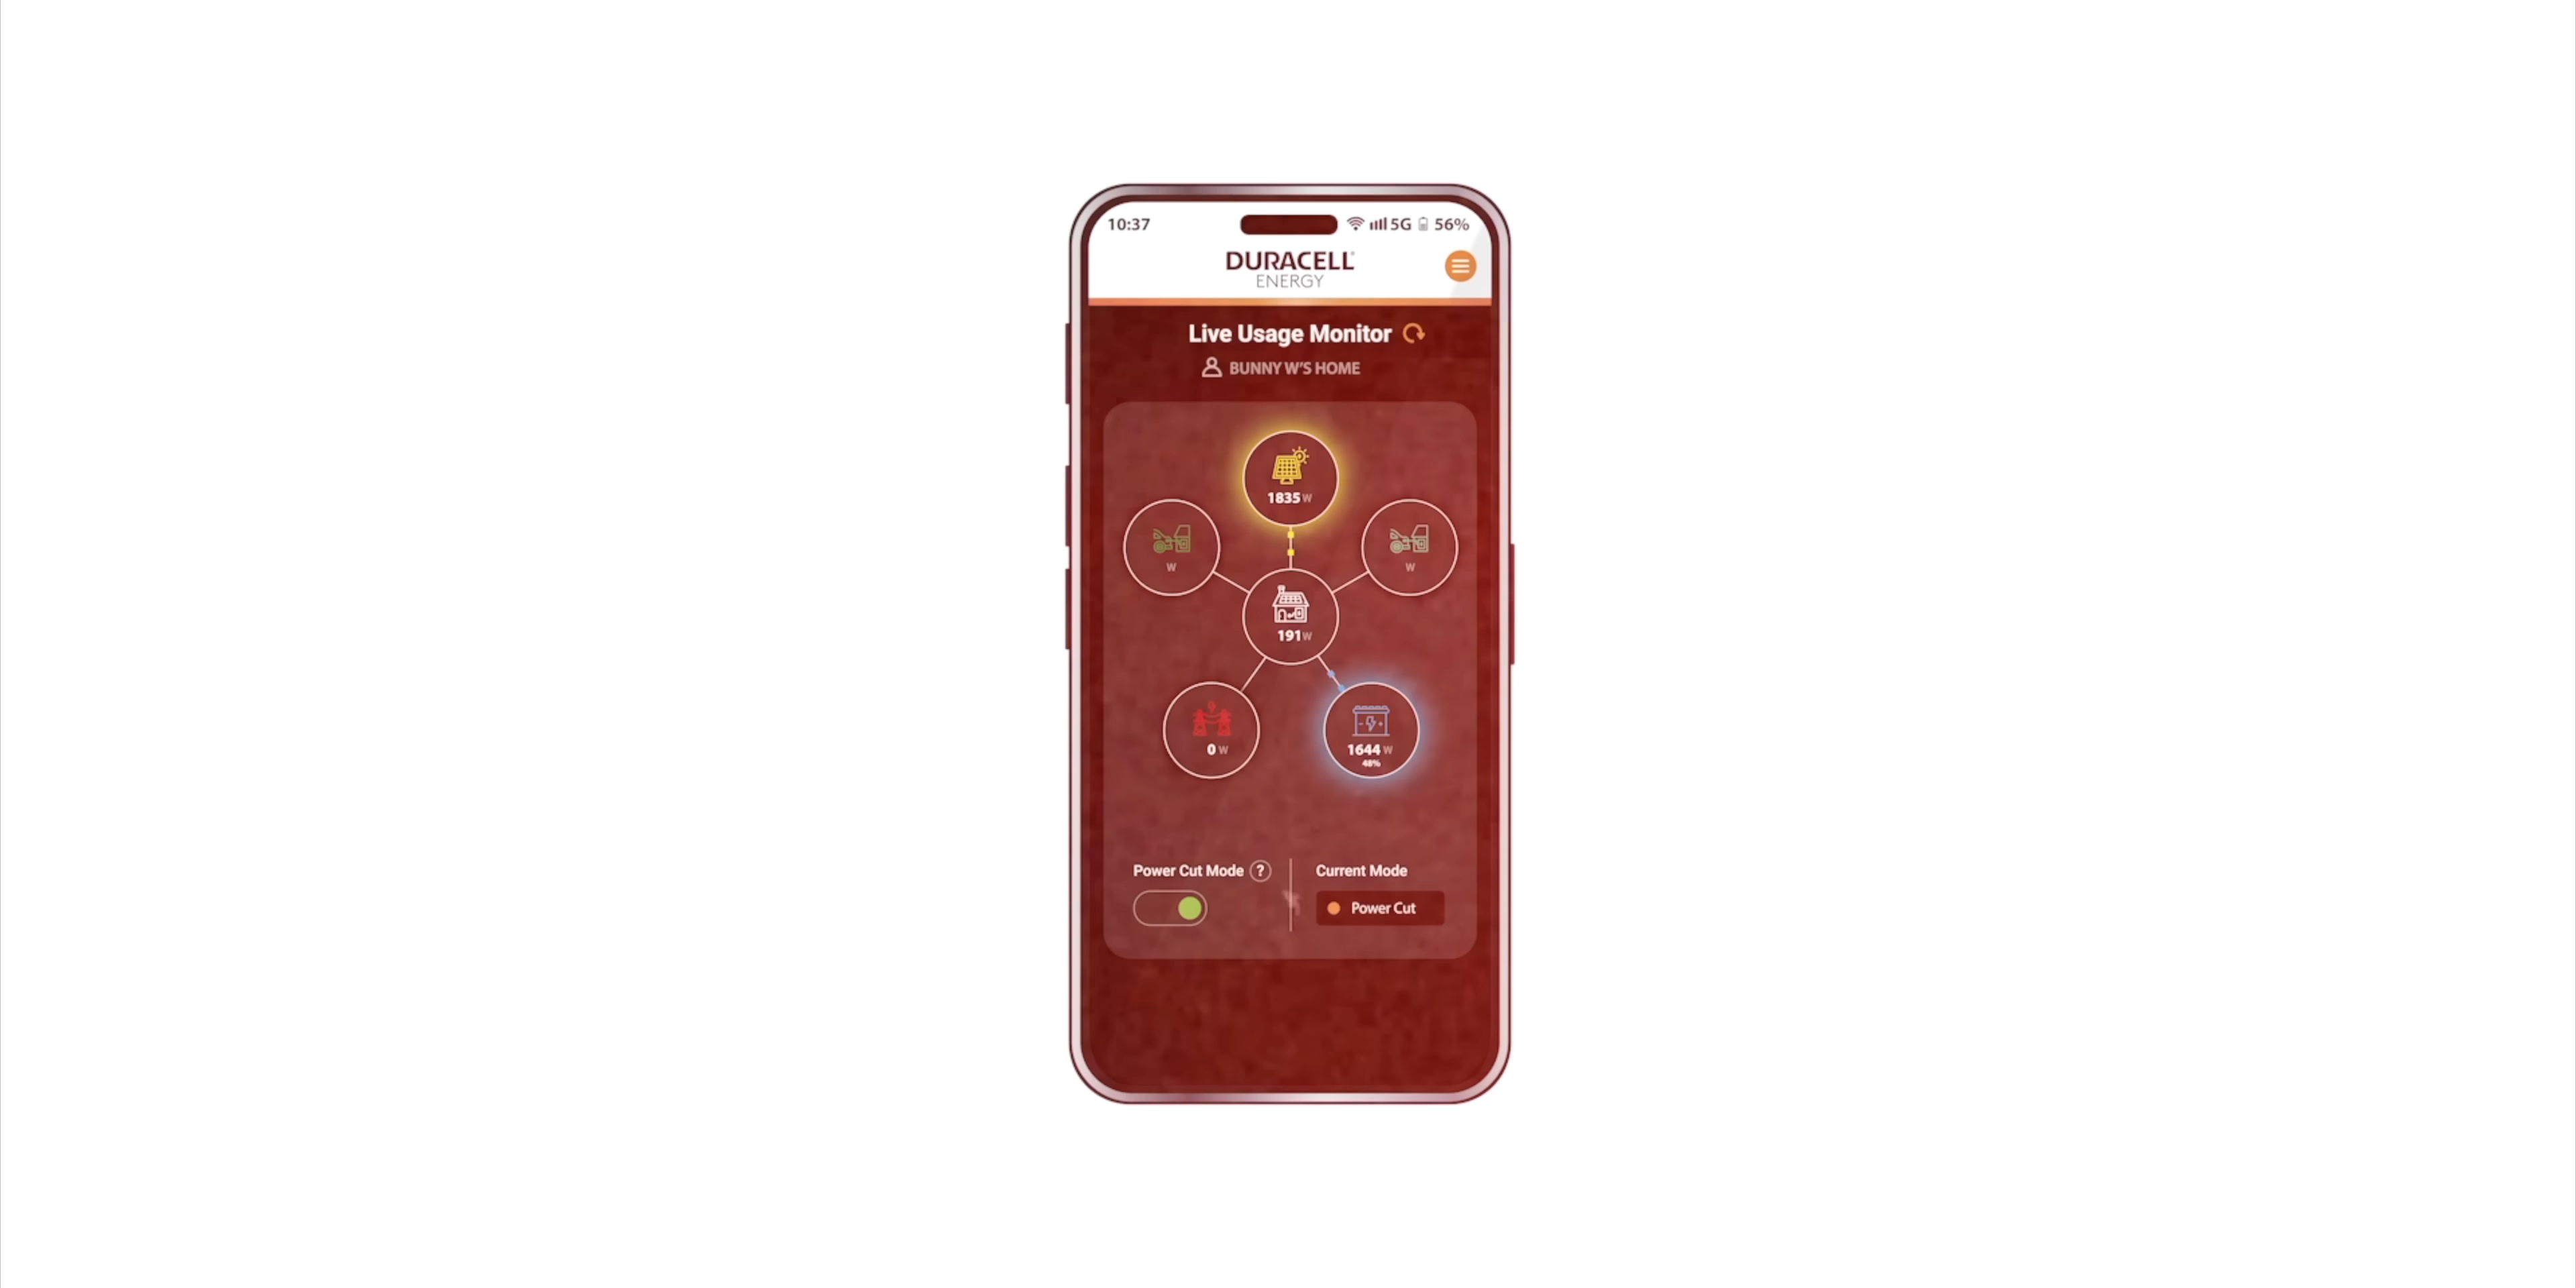 10:37 5G 56%
DURACELL
ENERGY
Live Usage Monitor
BUNNY W'S HOME
1835 W
W W
191 W
0 W 1644 W
48%
Power Cut Mode ? Current Mode
Power Cut